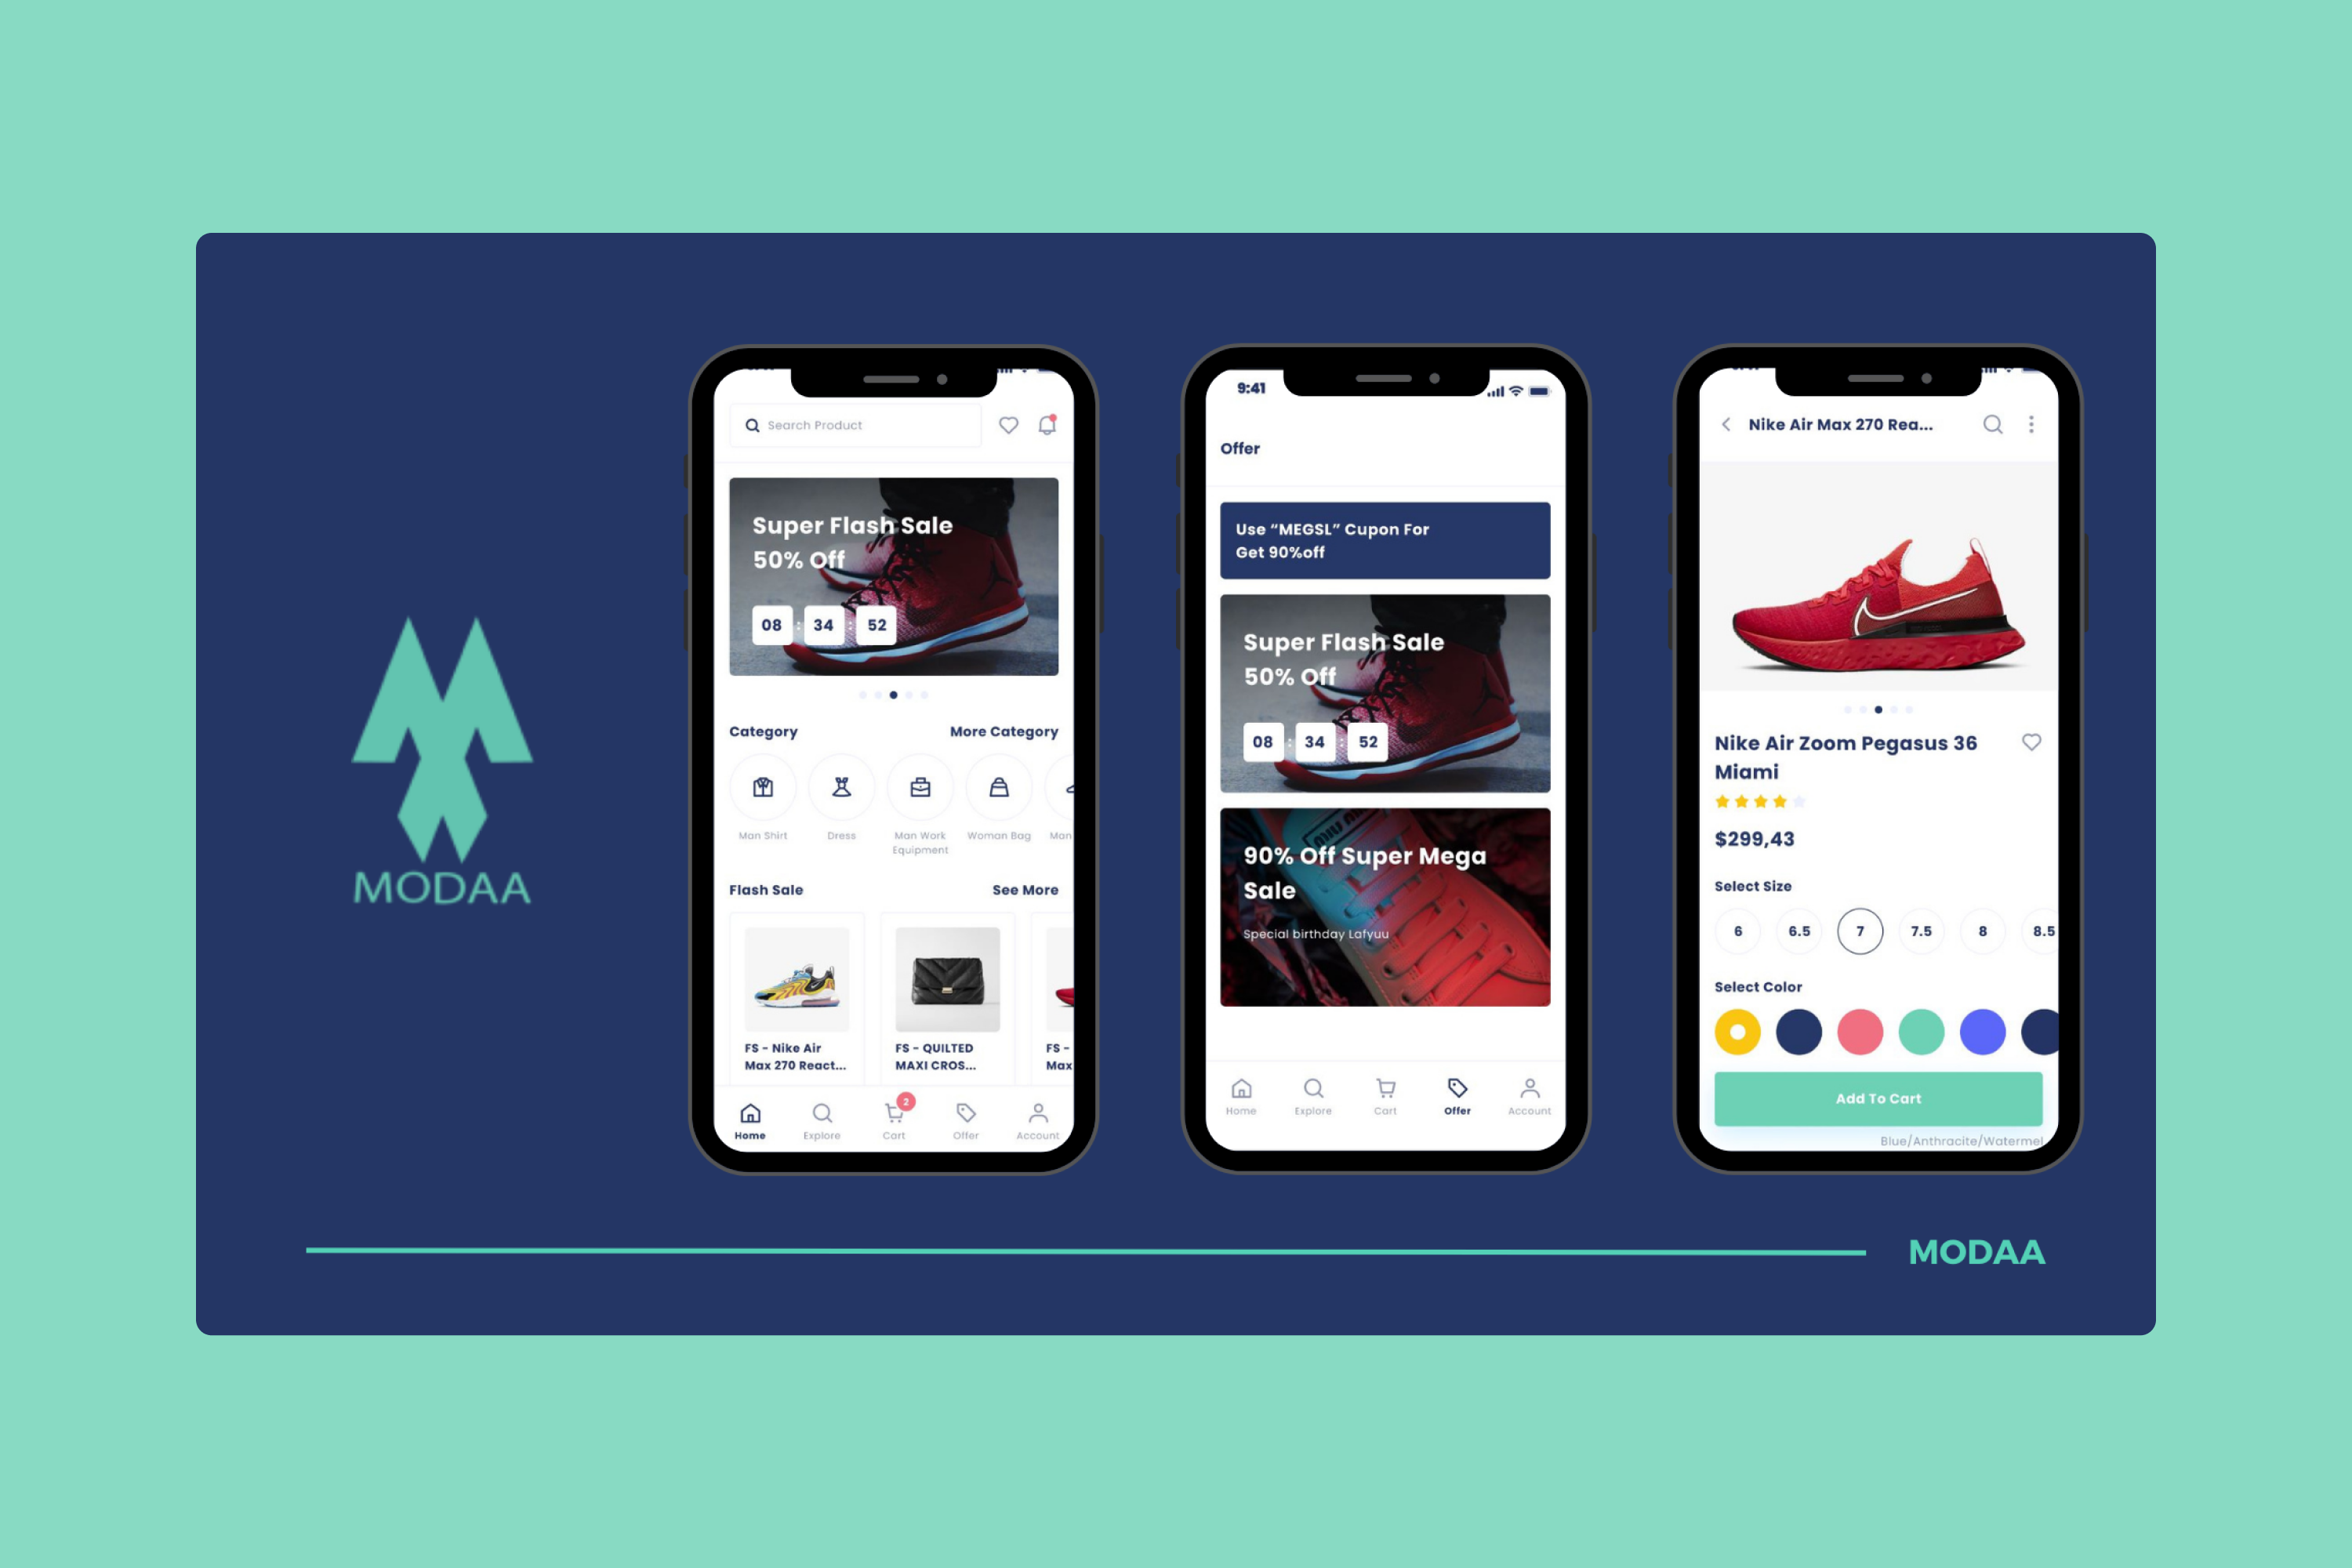 MODAA
Search Product
Super Flash Sale
50% Off
08 : 34 : 52
Category
More Category
Man Shirt
Dress
Man Work
Equipment
Woman Bag
Man
Flash Sale
See More
FS - Nike Air
Max 270 React...
FS - QUILTED
MAXI CROS...
FS -
Max
2
Home
Explore
Cart
Offer
Account
9:41
Offer
Use “MEGSL” Cupon For
Get 90%off
Super Flash Sale
50% Off
08 : 34 : 52
90% Off Super Mega
Sale
Special birthday Lafyuu
Home
Explore
Cart
Offer
Account
Nike Air Max 270 Rea...
Nike Air Zoom Pegasus 36
Miami
$299,43
Select Size
6
6.5
7
7.5
8
8.5
Select Color
Add To Cart
Blue/Anthracite/Watermel
MODAA